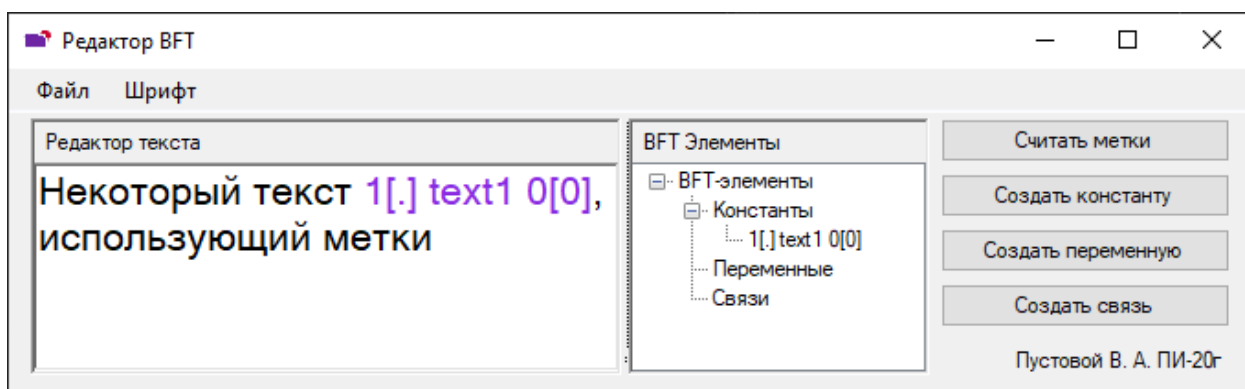 Редактор BFT
Файл Шрифт
Редактор текста
Некоторый текст 1[.] text1 0[0],
использующий метки
BFT Элементы
BFT-элементы
Константы
1[.] text1 0[0]
Переменные
Связи
Считать метки
Создать константу
Создать переменную
Создать связь
Пустовой В. А. ПИ-20г